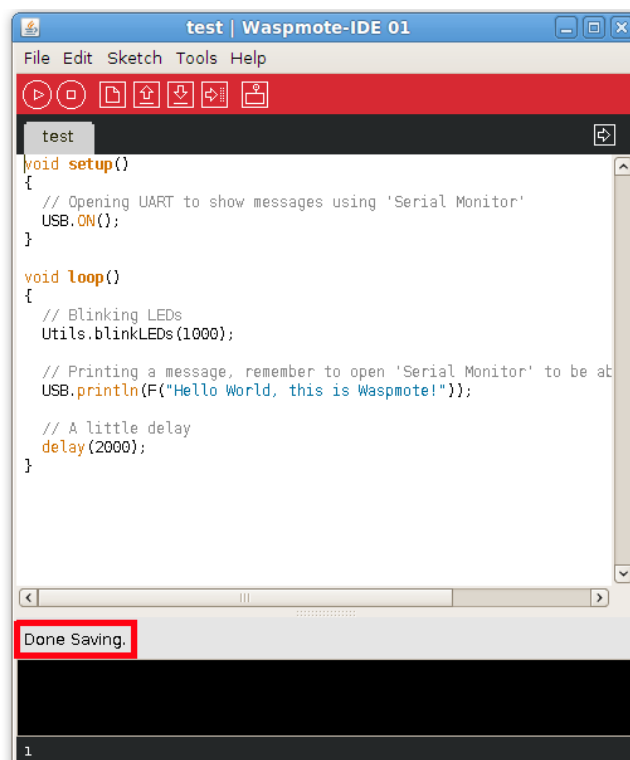 test | Waspmote-IDE 01
File Edit Sketch Tools Help
test
void setup()
{
// Opening UART to show messages using 'Serial Monitor'
USB.ON();
}
void loop()
{
// Blinking LEDs
Utils.blinkLEDs(1000);
// Printing a message, remember to open 'Serial Monitor' to be ab
USB.println(F("Hello World, this is Waspmote!"));
// A little delay
delay(2000);
}
Done Saving.
1